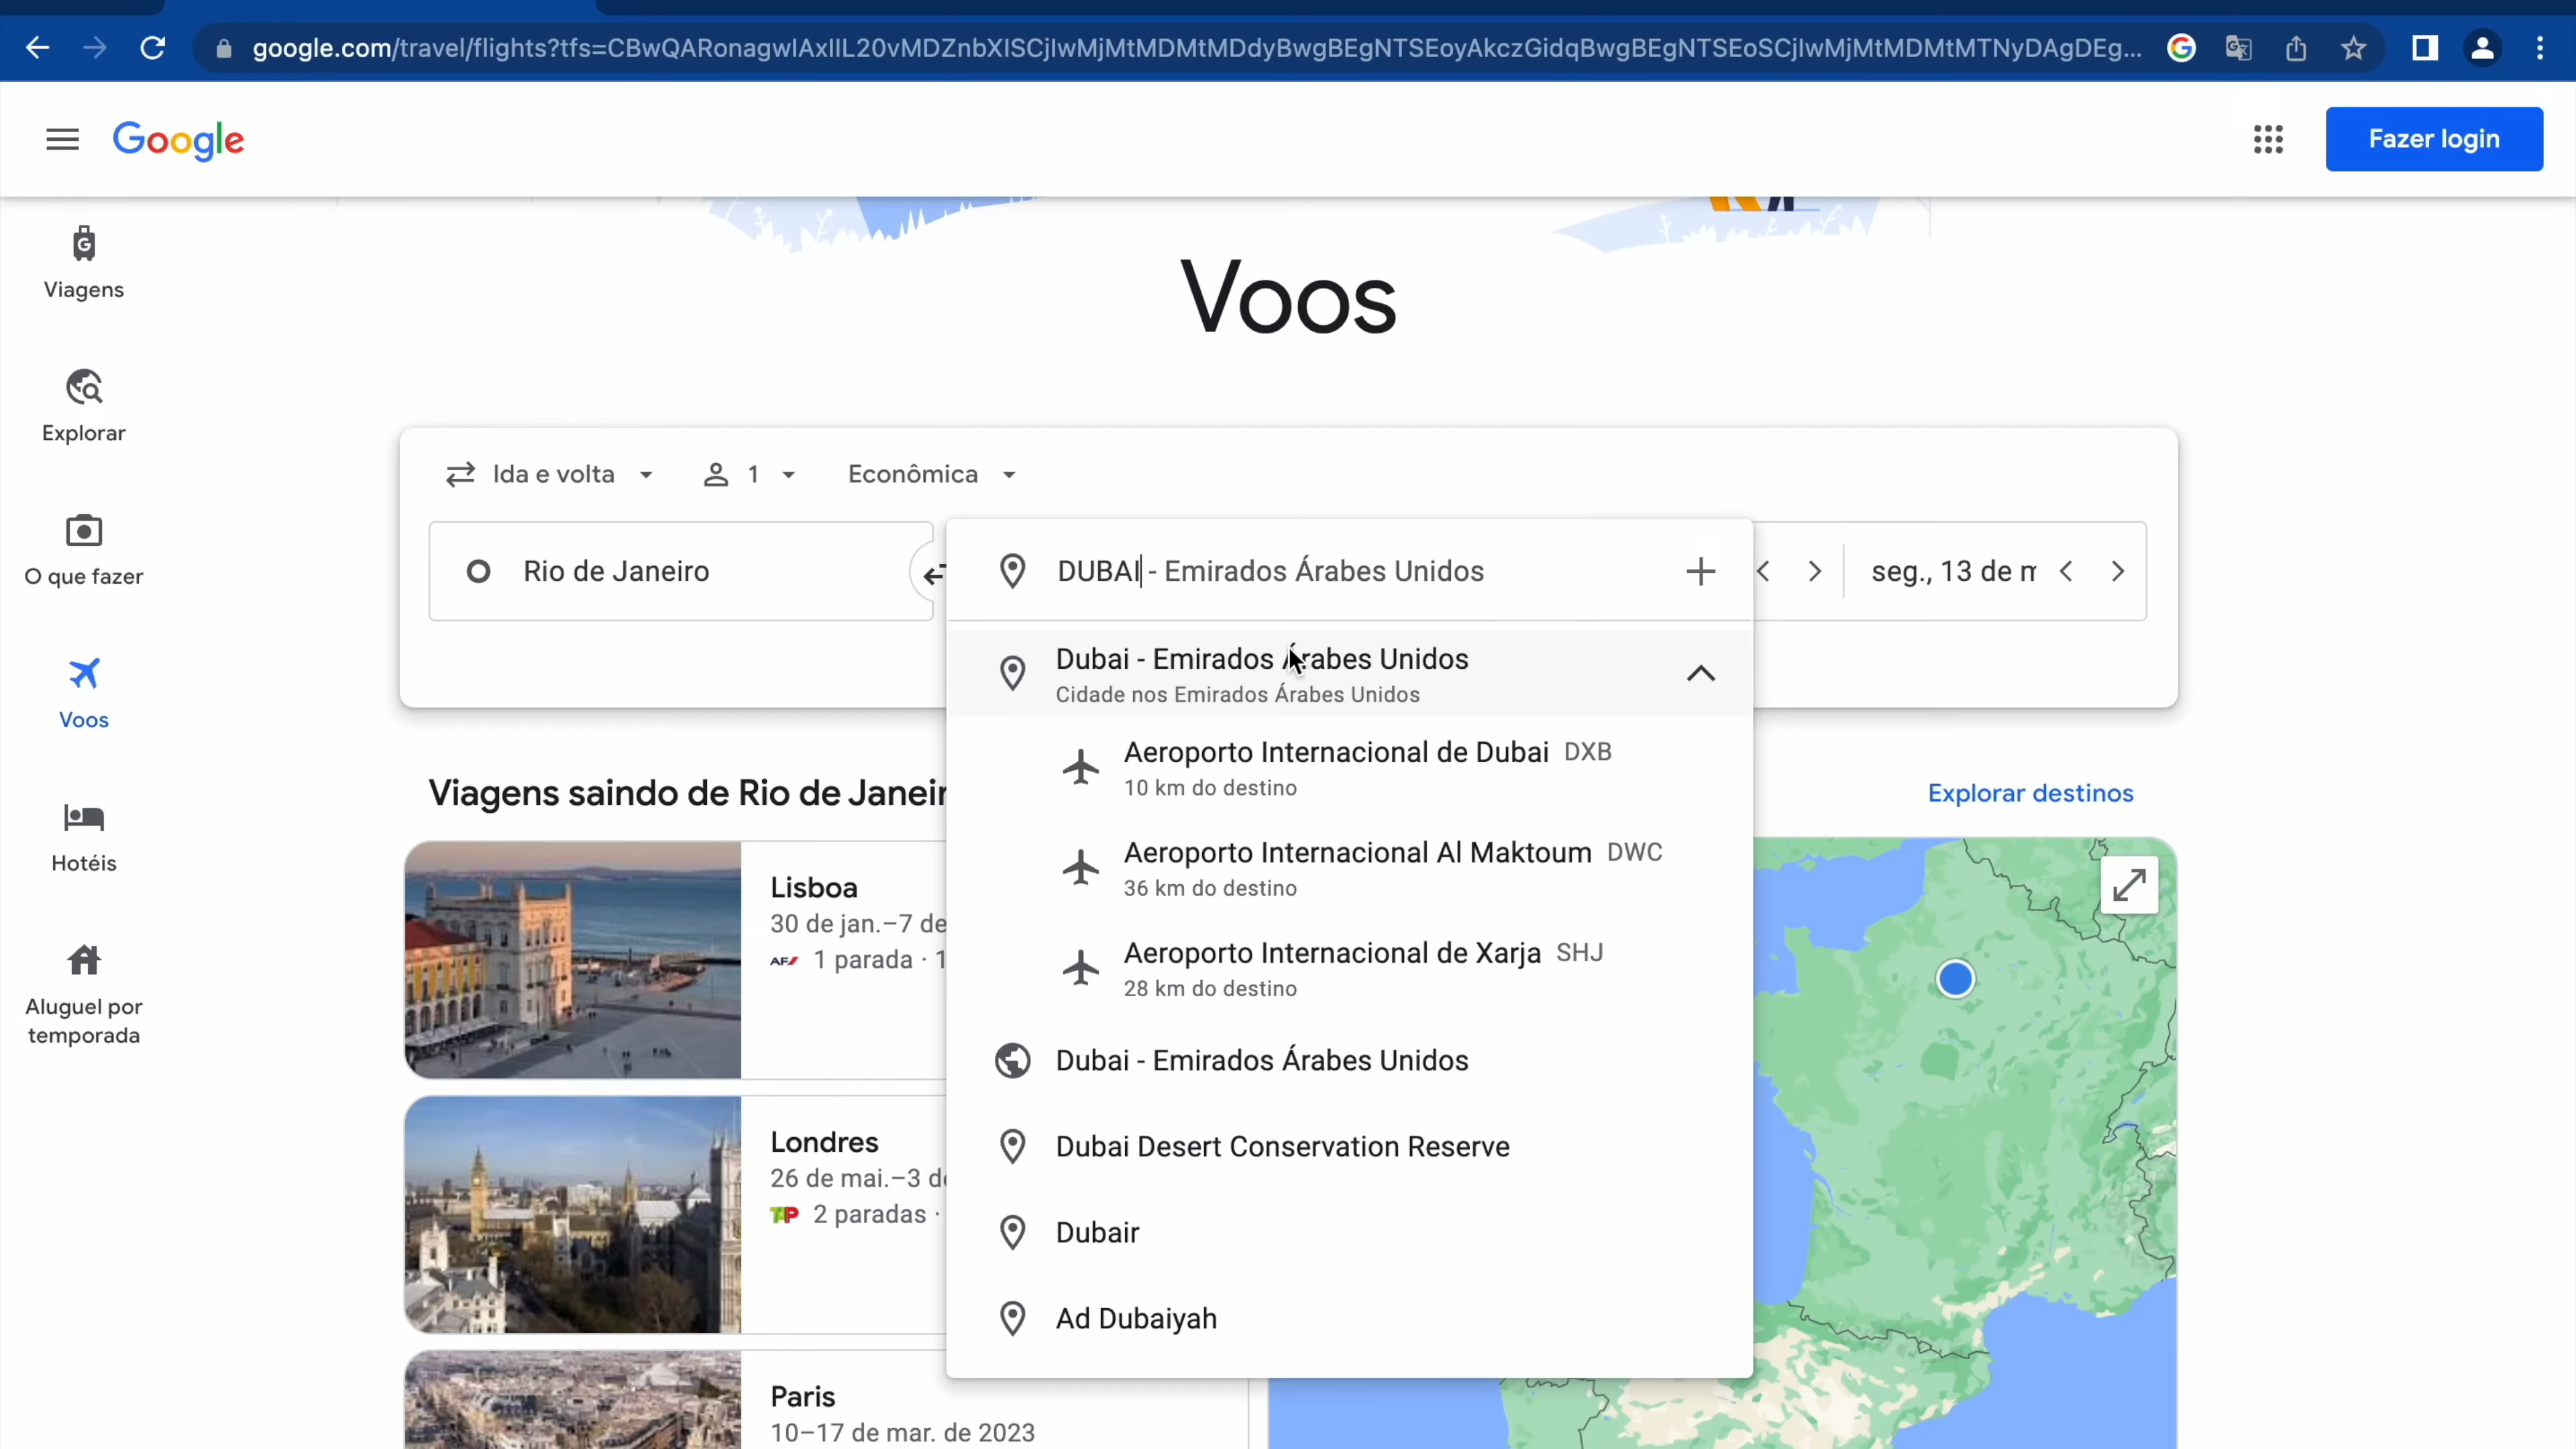 google.com/travel/flights?tfs=CBwQARonagwIAxIIL20vMDZnbXISCjIwMjMtMDMtMDdyBwgBEgNTSEoyAkczGidqBwgBEgNTSEoSCjIwMjMtMDMtMTNyDAgDEg...
Google
Fazer login
Viagens
Explorar
O que fazer
Voos
Hotéis
Aluguel por
temporada
Voos
Ida e volta 1 Econômica
Rio de Janeiro
DUBAI - Emirados Árabes Unidos
seg., 13 de m
Dubai - Emirados Árabes Unidos
Cidade nos Emirados Árabes Unidos
Aeroporto Internacional de Dubai DXB
10 km do destino
Aeroporto Internacional Al Maktoum DWC
36 km do destino
Aeroporto Internacional de Xarja SHJ
28 km do destino
Dubai - Emirados Árabes Unidos
Dubai Desert Conservation Reserve
Dubair
Ad Dubaiyah
Viagens saindo de Rio de Janeir
Explorar destinos
Lisboa
30 de jan.–7 de
AF 1 parada · 1
Londres
26 de mai.–3 de
TP 2 paradas ·
Paris
10–17 de mar. de 2023